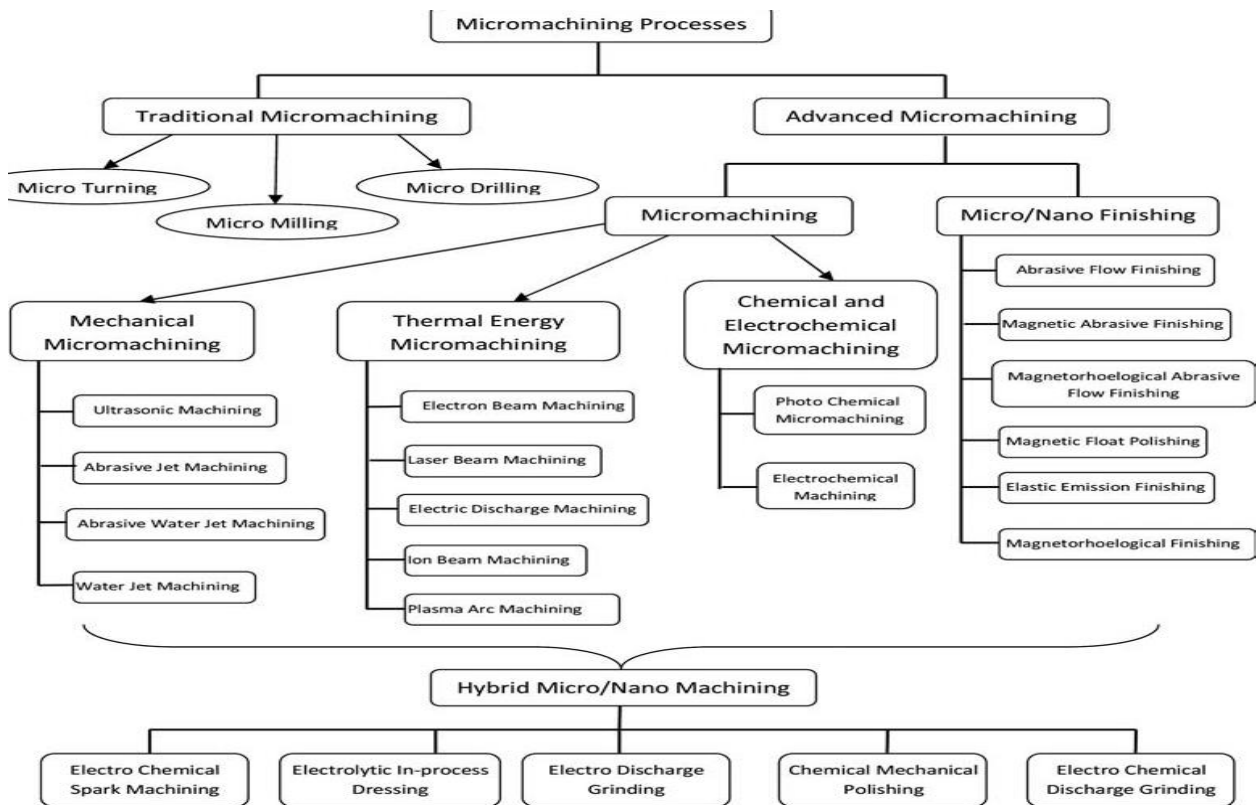 Micromachining Processes
Traditional Micromachining
Advanced Micromachining
Micro Turning
Micro Drilling
Micro Milling
Micromachining
Micro/Nano Finishing
Mechanical
Micromachining
Ultrasonic Machining
Abrasive Jet Machining
Abrasive Water Jet Machining
Water Jet Machining
Thermal Energy
Micromachining
Electron Beam Machining
Laser Beam Machining
Electric Discharge Machining
Ion Beam Machining
Plasma Arc Machining
Chemical and
Electrochemical
Micromachining
Photo Chemical
Micromachining
Electrochemical
Machining
Abrasive Flow Finishing
Magnetic Abrasive Finishing
Magnetorhoelogical Abrasive
Flow Finishing
Magnetic Float Polishing
Elastic Emission Finishing
Magnetorhoelogical Finishing
Hybrid Micro/Nano Machining
Electro Chemical
Spark Machining
Electrolytic In-process
Dressing
Electro Discharge
Grinding
Chemical Mechanical
Polishing
Electro Chemical
Discharge Grinding